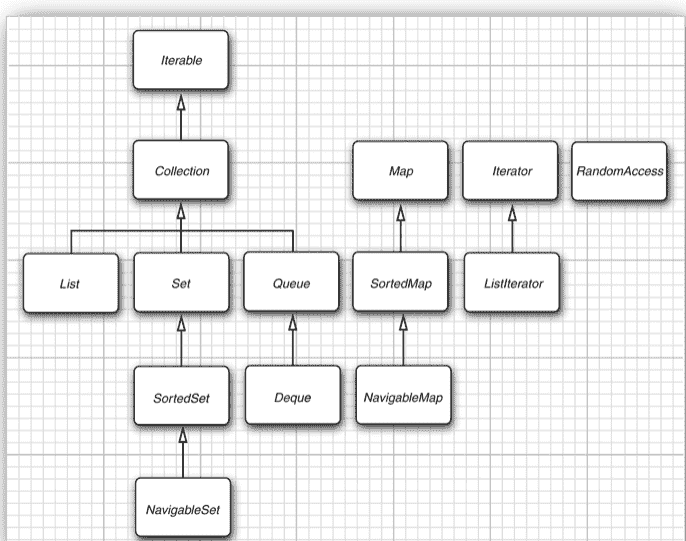 Iterable
Collection
Map
Iterator
RandomAccess
List
Set
Queue
SortedMap
ListIterator
SortedSet
Deque
NavigableMap
NavigableSet